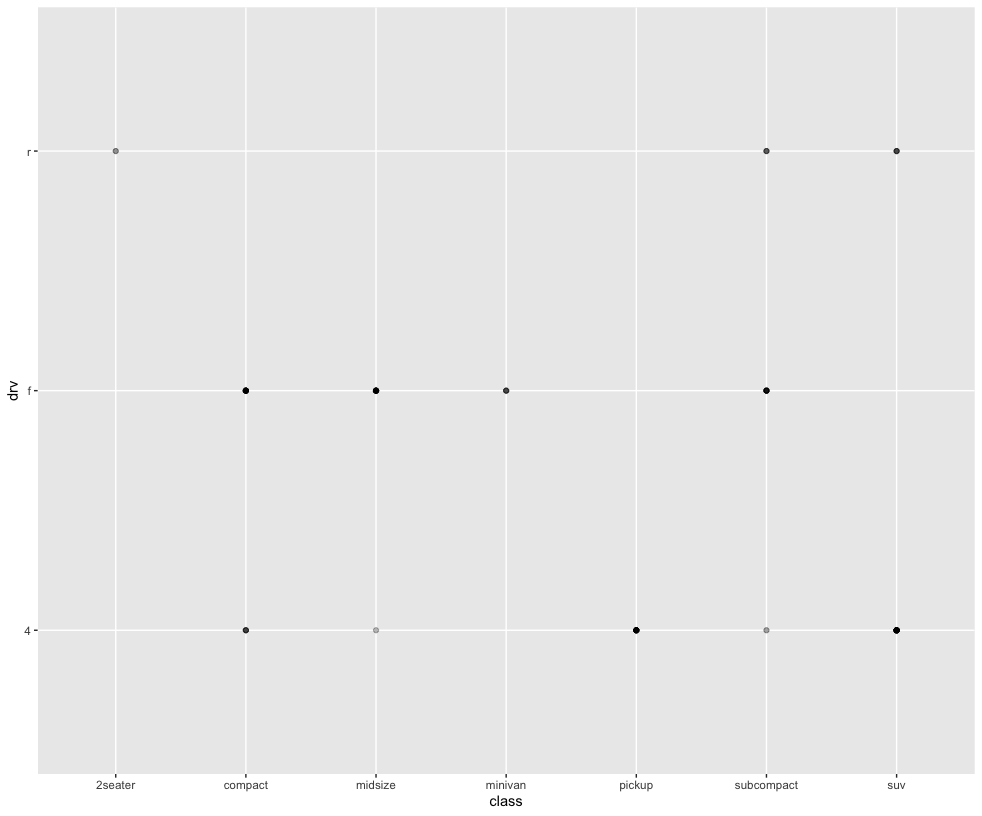 r
f
drv
4
2seater compact midsize minivan pickup subcompact suv
class